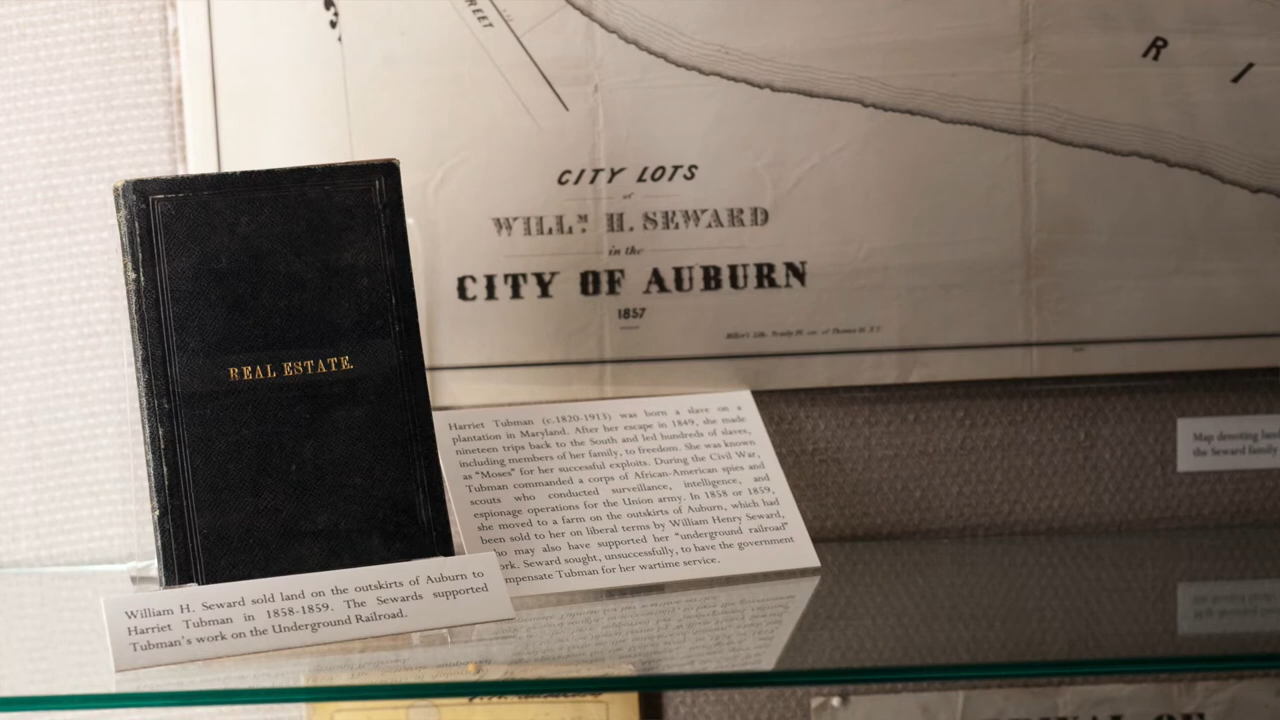 REET
R I
CITY LOTS
of
WILLM H. SEWARD
in the
CITY OF AUBURN
1857
REAL ESTATE.
Harriet Tubman (c.1820-1913) was born a slave on a
plantation in Maryland. After her escape in 1849, she made
nineteen trips back to the South and led hundreds of slaves,
including members of her family, to freedom. She was known
as "Moses" for her successful exploits. During the Civil War,
Tubman commanded a corps of African-American spies and
scouts who conducted surveillance, intelligence, and
espionage operations for the Union army. In 1858 or 1859,
she moved to a farm on the outskirts of Auburn, which had
been sold to her on liberal terms by William Henry Seward,
ho may also have supported her "underground railroad"
ork. Seward sought, unsuccessfully, to have the government
mpensate Tubman for her wartime service.
Map denoting
the Seward family
William H. Seward sold land on the outskirts of Auburn to
Harriet Tubman in 1858-1859. The Sewards supported
Tubman's work on the Underground Railroad.